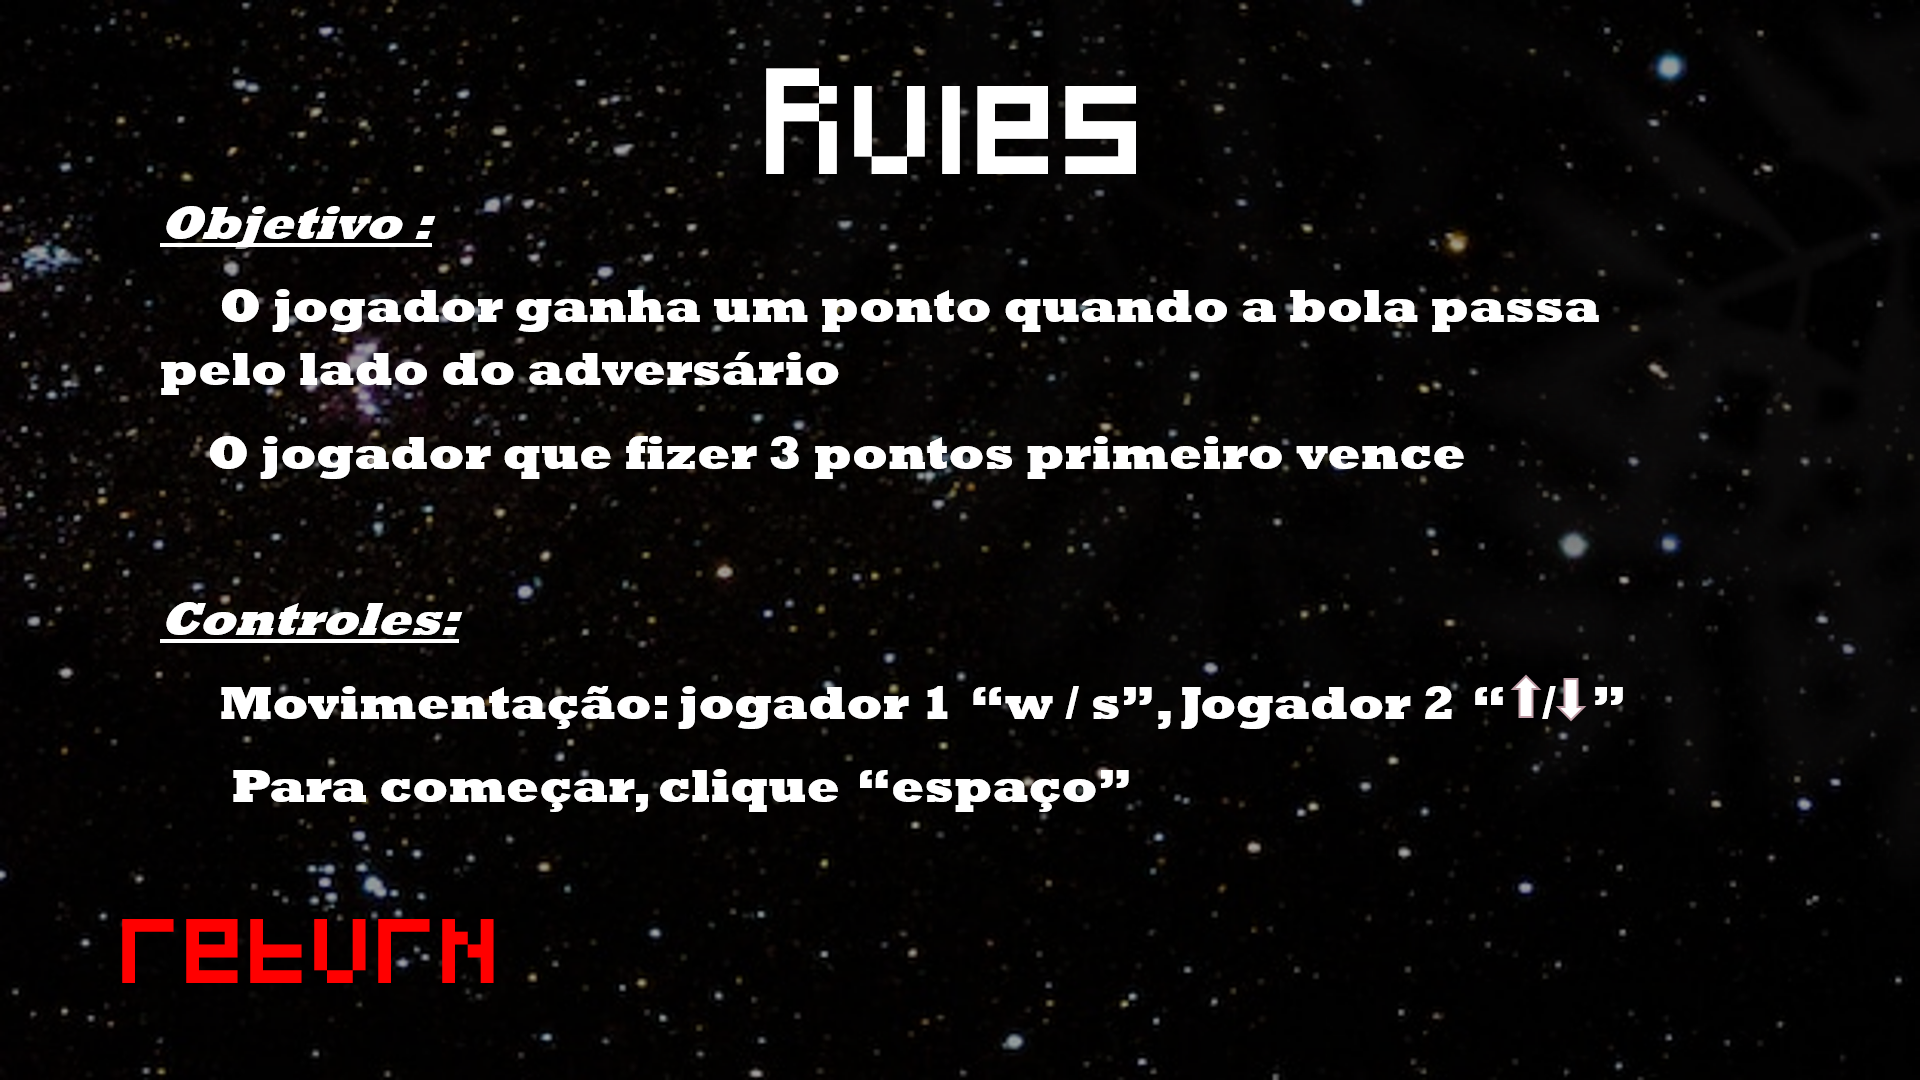 Rules
Objetivo :
O jogador ganha um ponto quando a bola passa
pelo lado do adversário
O jogador que fizer 3 pontos primeiro vence
Controles:
Movimentação: jogador 1 “w / s”, Jogador 2 “⬆/⬇”
Para começar, clique “espaço”
return